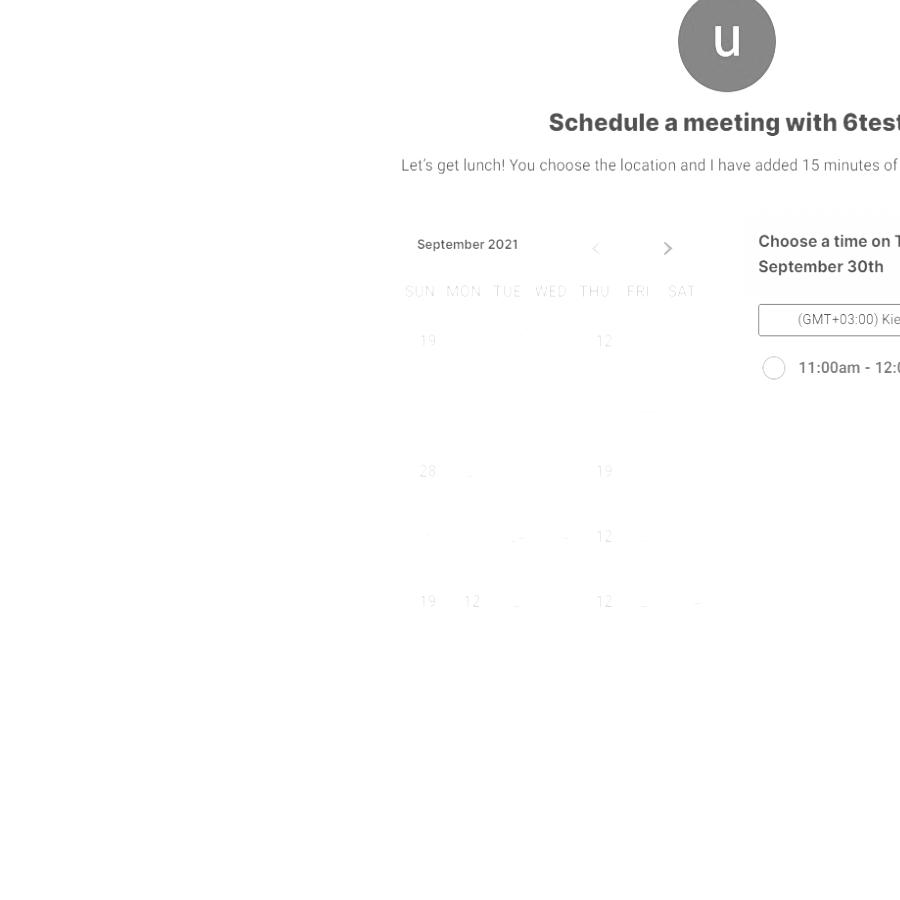 u
Schedule a meeting with 6test
Let's get lunch! You choose the location and I have added 15 minutes of
September 2021
Choose a time on T
September 30th
SUN MON TUE WED THU FRI SAT
(GMT+03:00) Kie
19 12
11:00am - 12:0
28 19
12
19 12 12